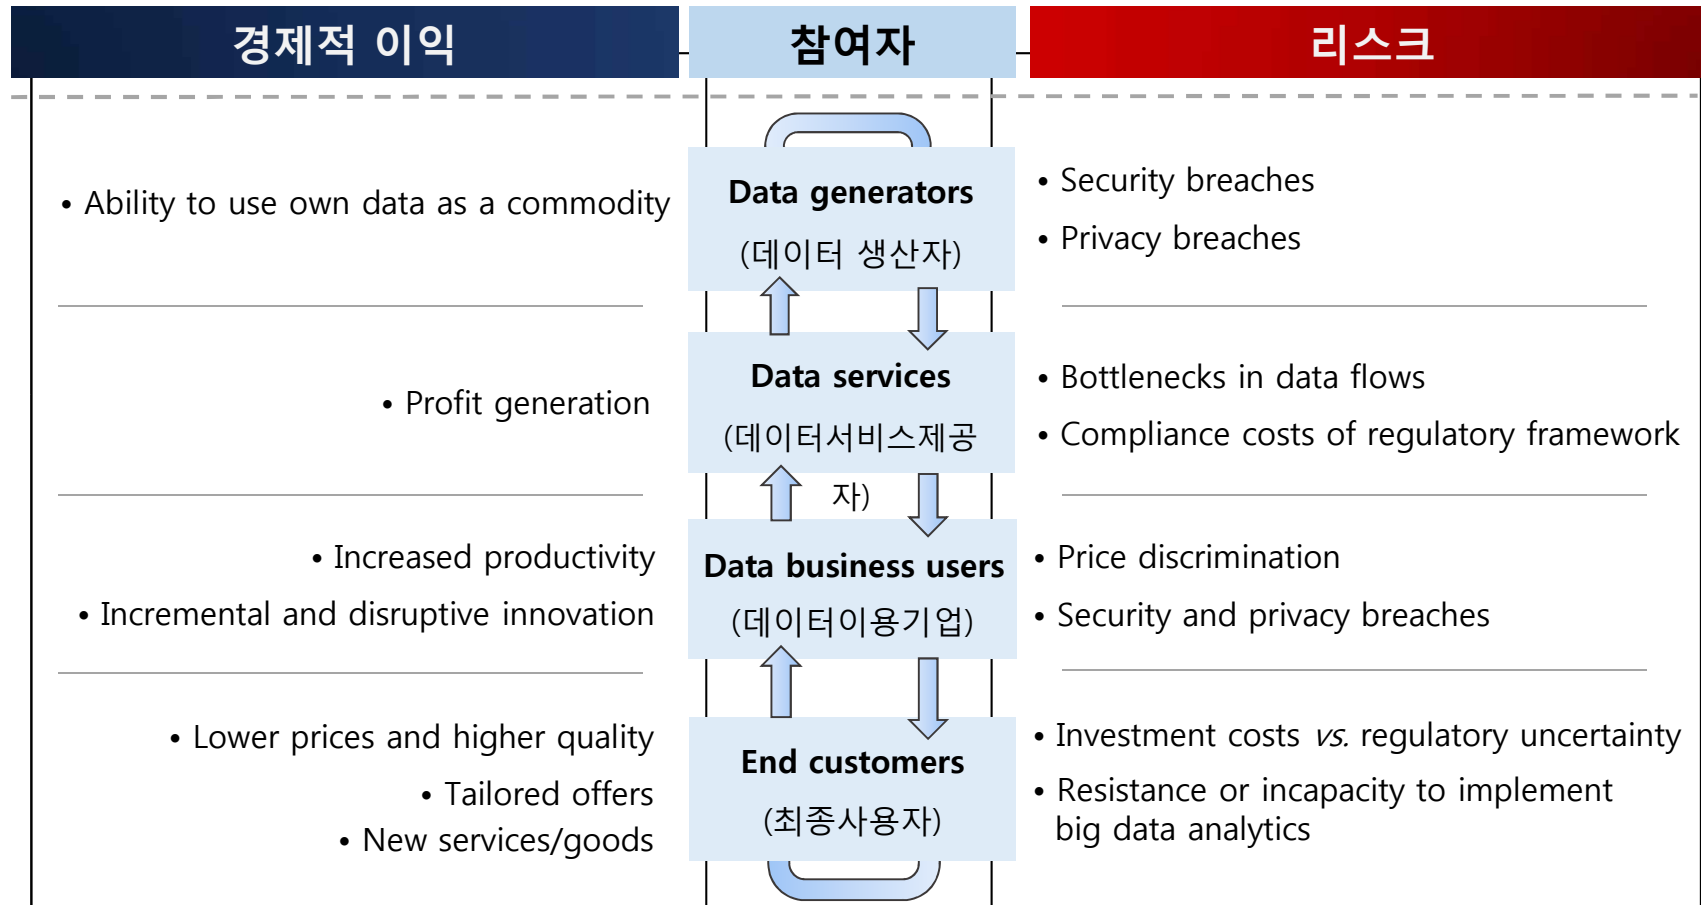 경제적 이익
참여자
리스크
• Ability to use own data as a commodity
Data generators
(데이터 생산자)
• Security breaches
• Privacy breaches
• Profit generation
Data services
(데이터서비스제공
자)
• Bottlenecks in data flows
• Compliance costs of regulatory framework
• Increased productivity
• Incremental and disruptive innovation
Data business users
(데이터이용기업)
• Price discrimination
• Security and privacy breaches
• Lower prices and higher quality
• Tailored offers
• New services/goods
End customers
(최종사용자)
• Investment costs vs. regulatory uncertainty
• Resistance or incapacity to implement
big data analytics